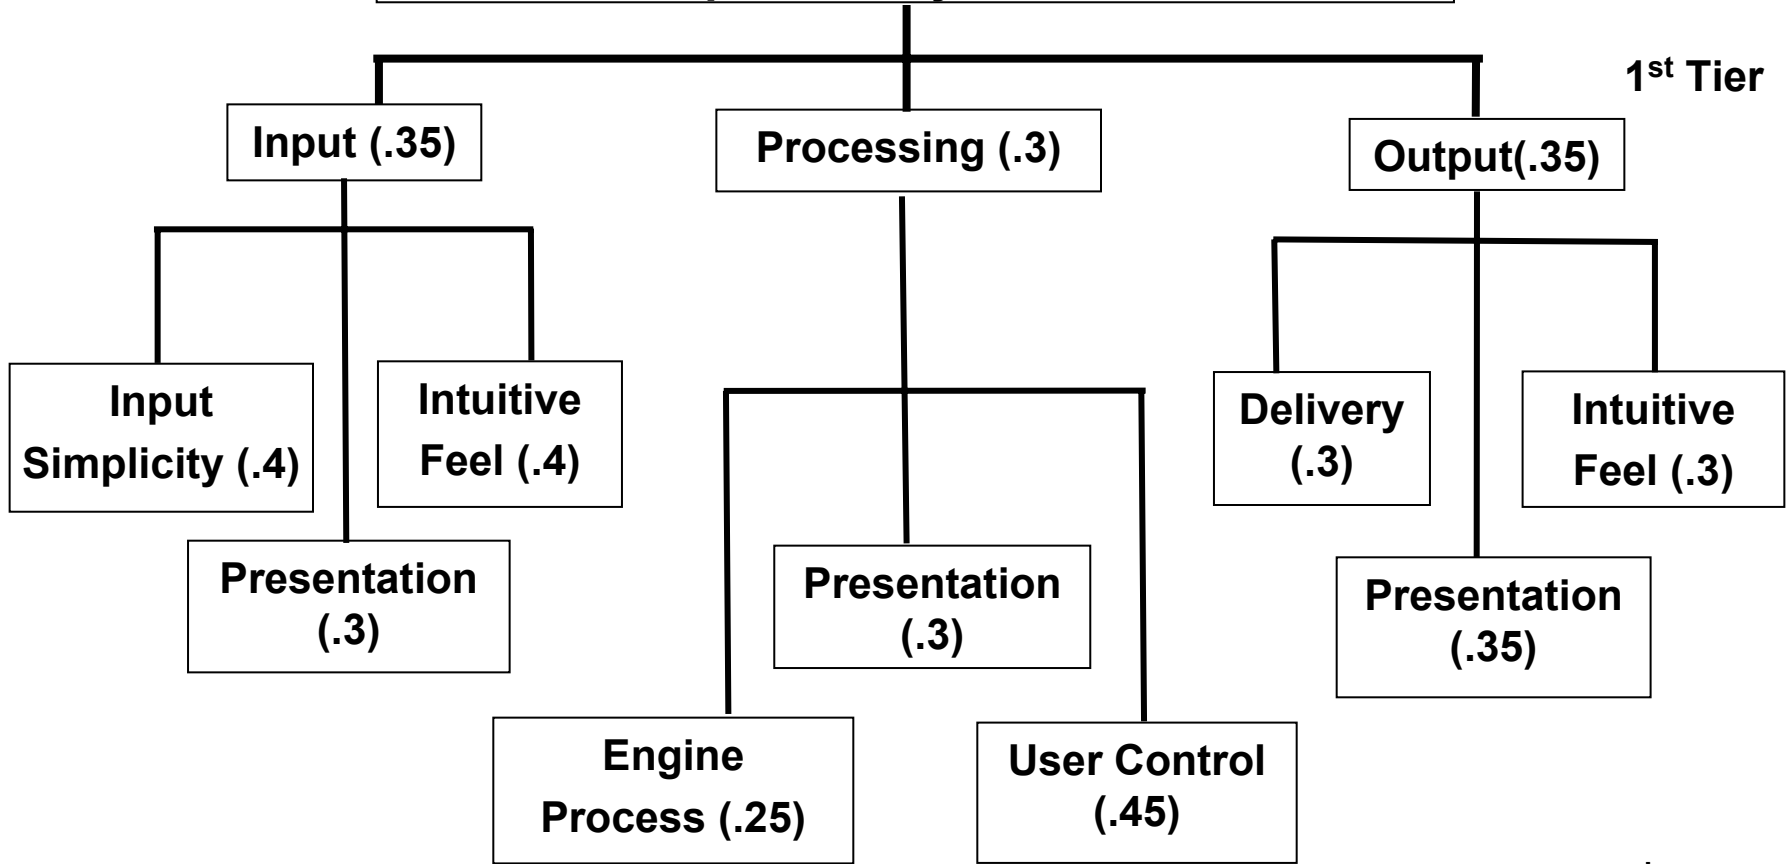 1st Tier
Input (.35)
Processing (.3)
Output(.35)
Input
Simplicity (.4)
Intuitive
Feel (.4)
Presentation
(.3)
Engine
Process (.25)
Presentation
(.3)
User Control
(.45)
Delivery
(.3)
Intuitive
Feel (.3)
Presentation
(.35)